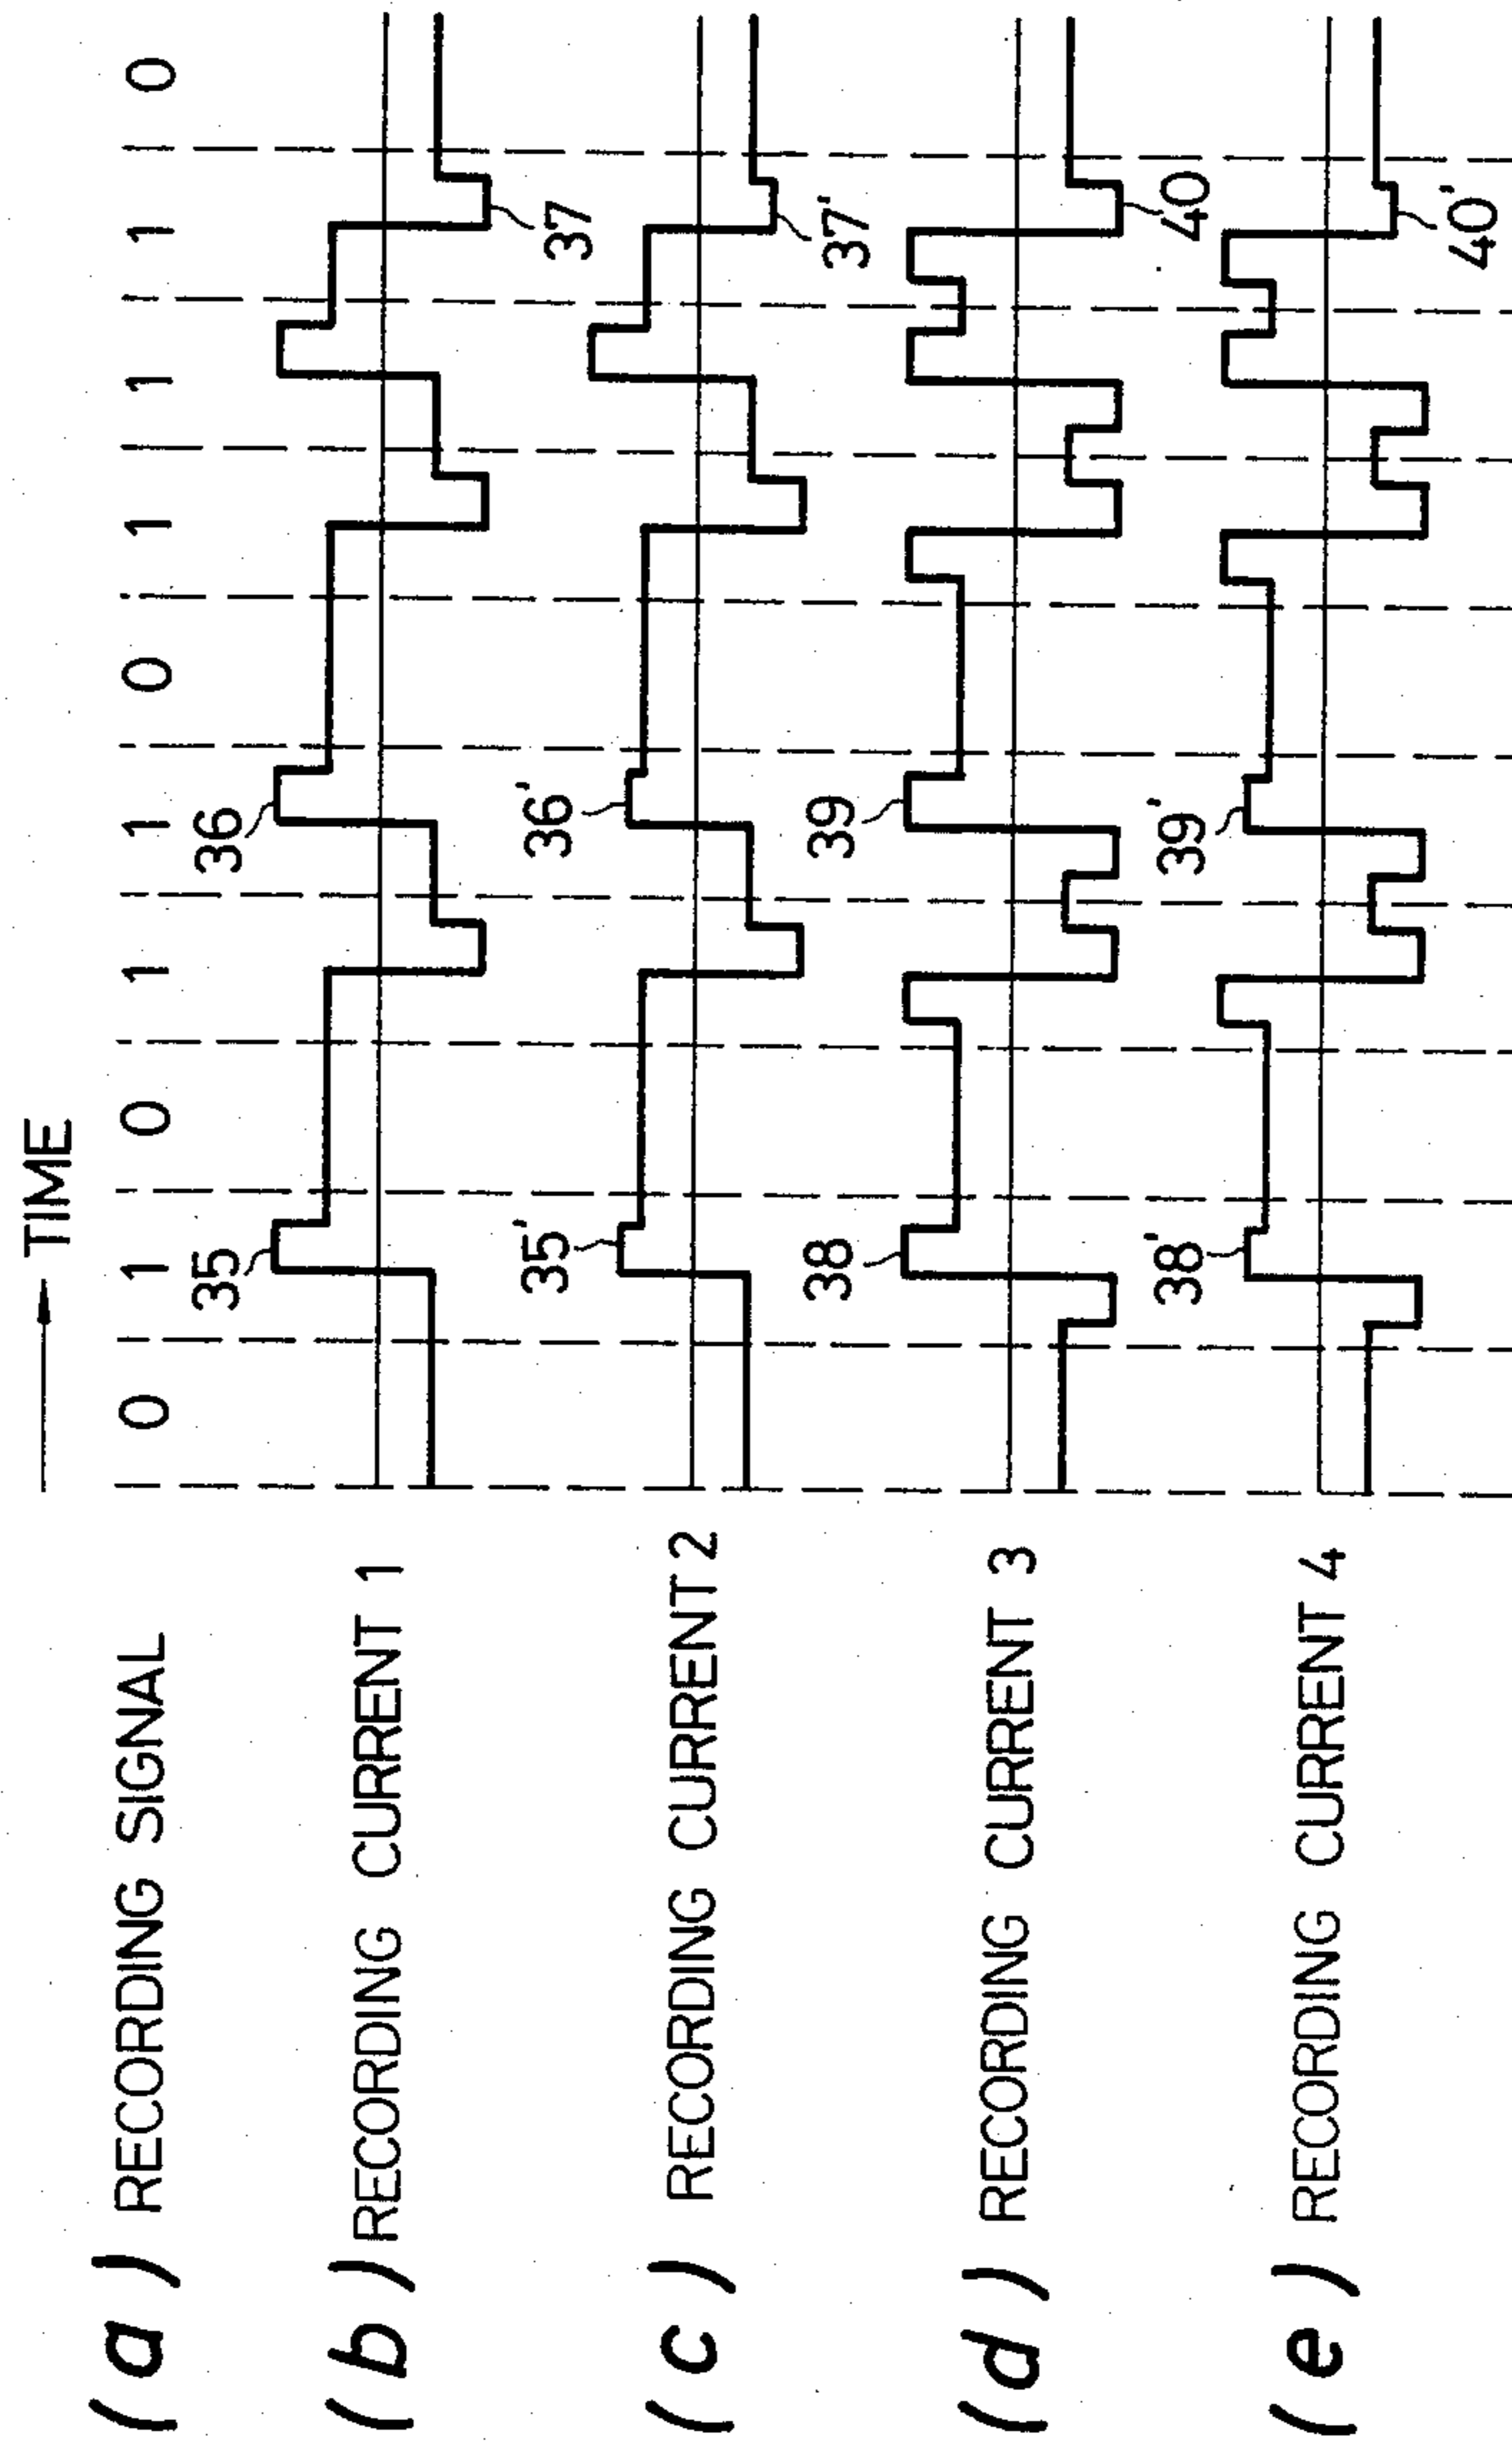 TIME
(a) RECORDING SIGNAL 0 1 0 1 1 0 1 1 1 0
35 36
(b) RECORDING CURRENT 1
37
35' 36'
(c) RECORDING CURRENT 2
37'
38 39
(d) RECORDING CURRENT 3
40
38' 39'
(e) RECORDING CURRENT 4
40'